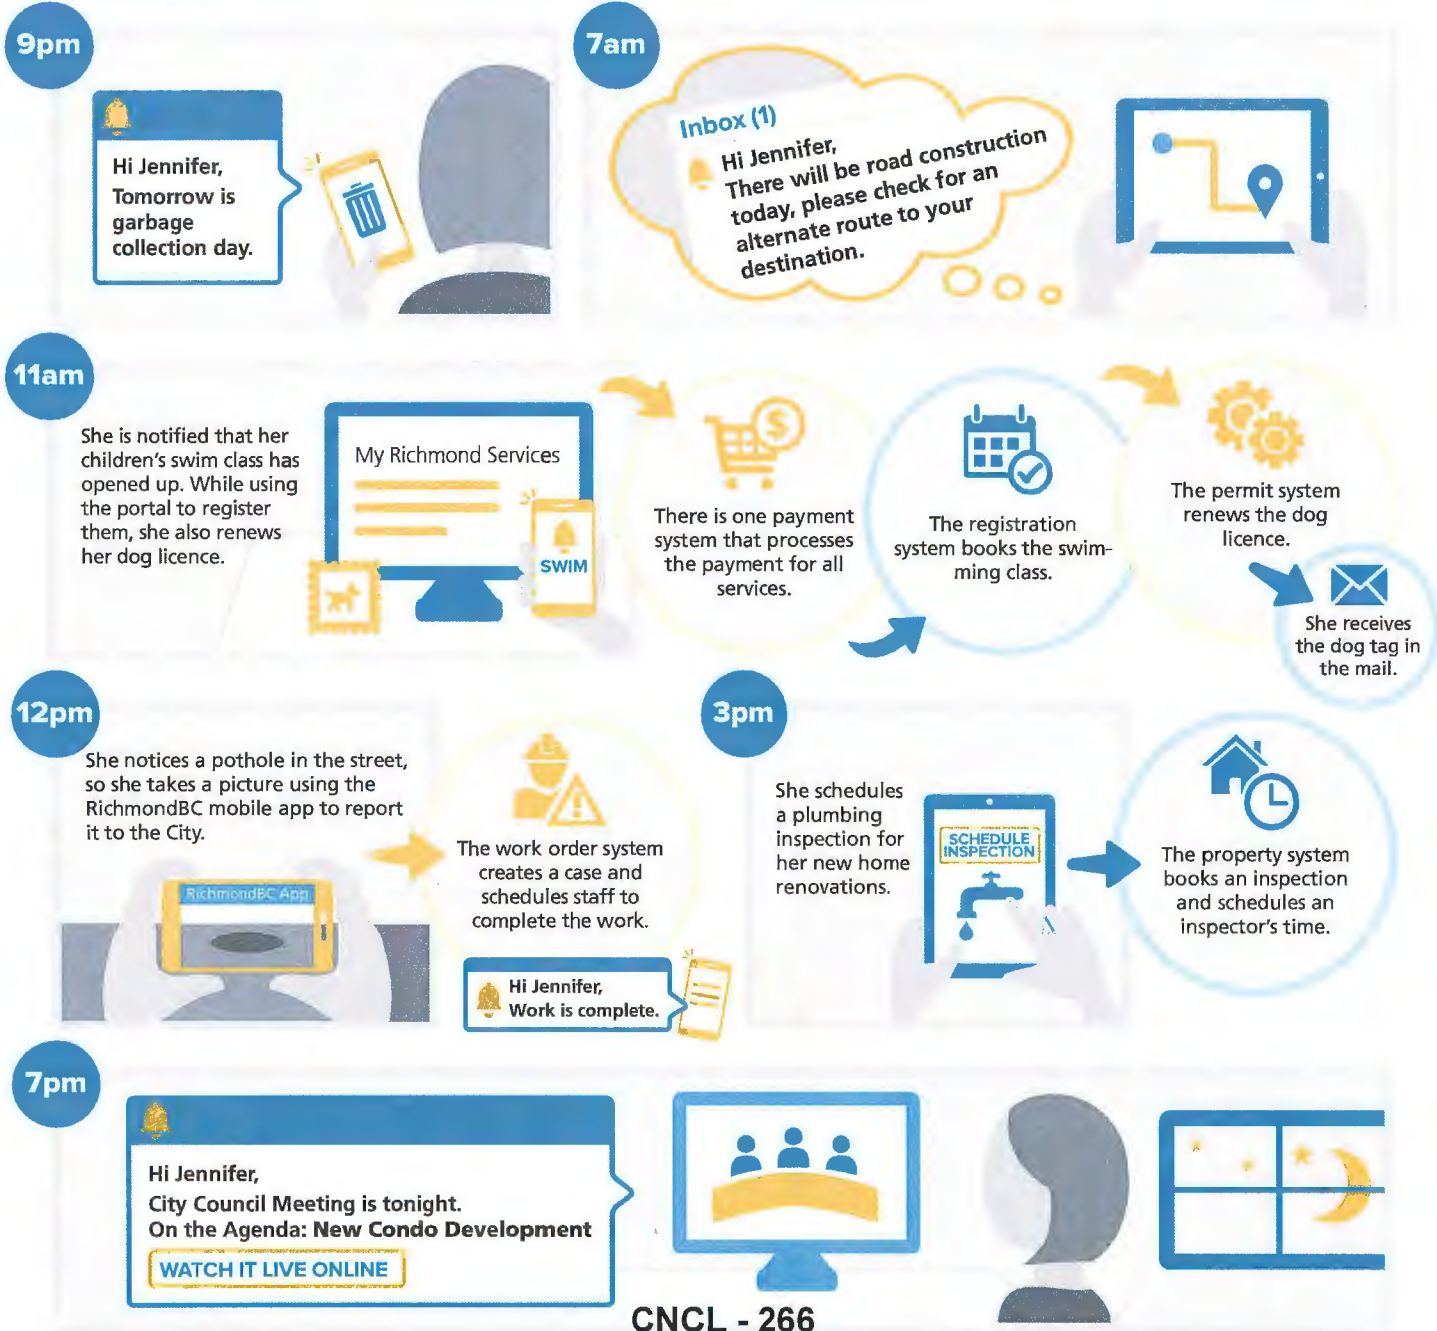 9pm
Hi Jennifer,
Tomorrow is
garbage
collection day.
7am
Inbox (1)
Hi Jennifer,
There will be road construction
today, please check for an
alternate route to your
destination.
11am
She is notified that her
children's swim class has
opened up. While using
the portal to register
them, she also renews
her dog licence.
My Richmond Services
SWIM
There is one payment
system that processes
the payment for all
services.
The registration
system books the swim-
ming class.
The permit system
renews the dog
licence.
She receives
the dog tag in
the mail.
12pm
She notices a pothole in the street,
so she takes a picture using the
RichmondBC mobile app to report
it to the City.
RichmondBC App
The work order system
creates a case and
schedules staff to
complete the work.
Hi Jennifer,
Work is complete.
3pm
She schedules
a plumbing
inspection for
her new home
renovations.
SCHEDULE
INSPECTION
The property system
books an inspection
and schedules an
inspector's time.
7pm
Hi Jennifer,
City Council Meeting is tonight.
On the Agenda: New Condo Development
WATCH IT LIVE ONLINE
CNCL - 266